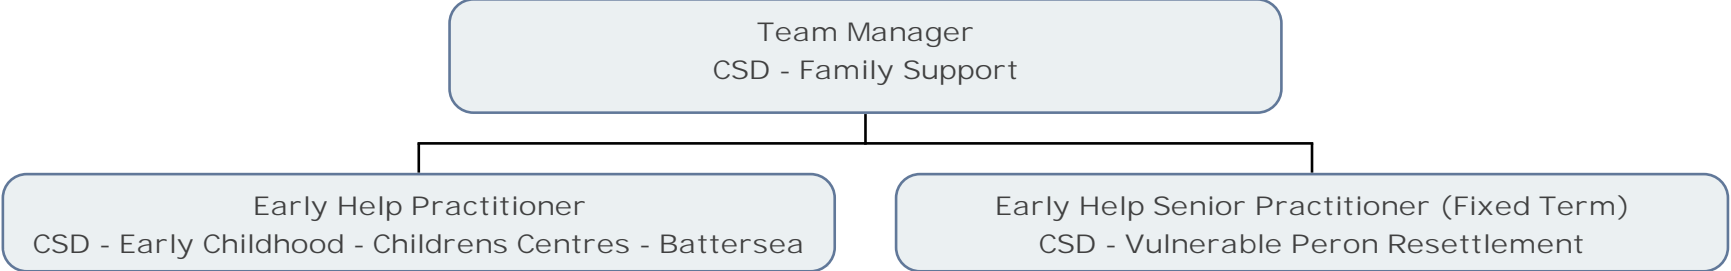 Team Manager
CSD - Family Support
Early Help Practitioner
CSD - Early Childhood - Childrens Centres - Battersea
Early Help Senior Practitioner (Fixed Term)
CSD - Vulnerable Peron Resettlement